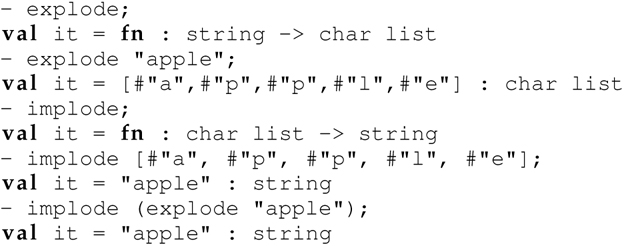 - explode;
val it = fn : string -> char list
- explode "apple";
val it = [#"a",#"p",#"p",#"l",#"e"] : char list
- implode;
val it = fn : char list -> string
- implode [#"a", #"p", #"p", #"l", #"e"];
val it = "apple" : string
- implode (explode "apple");
val it = "apple" : string